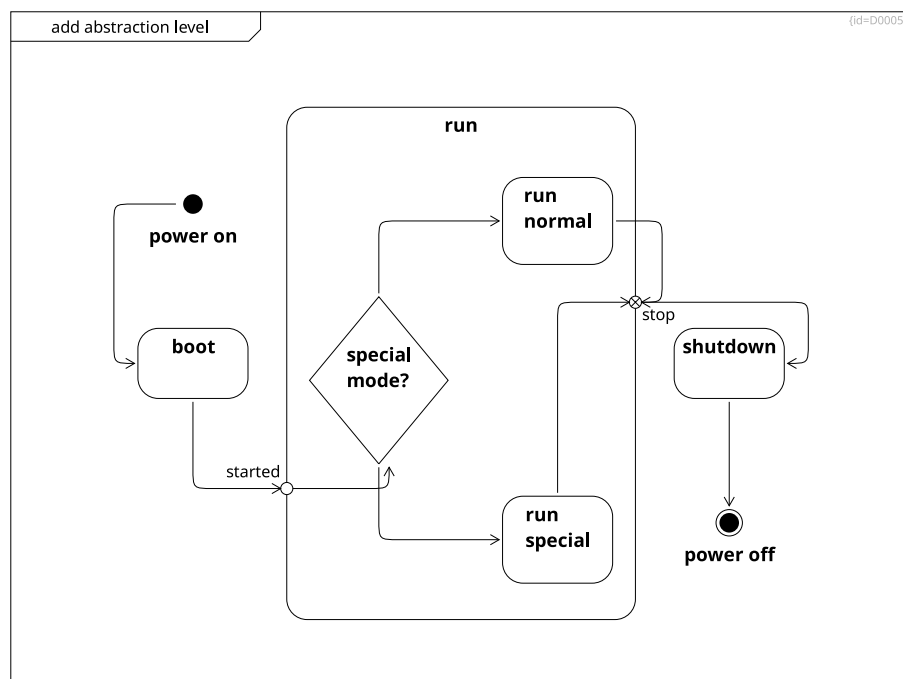 add abstraction level
{id=D0005
run
run
normal
power on
stop
boot
special
mode?
shutdown
started
run
special
power off